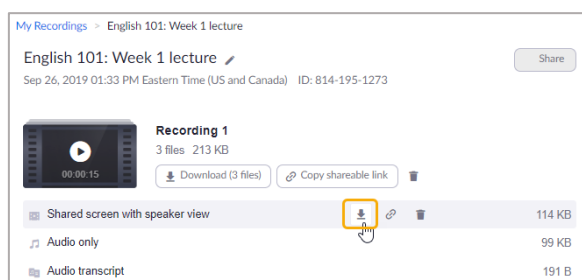 My Recordings > English 101: Week 1 lecture
English 101: Week 1 lecture
Share
Sep 26, 2019 01:33 PM Eastern Time (US and Canada) ID: 814-195-1273
Recording 1
3 files 213 KB
00:00:15
Download (3 files)
Copy shareable link
Shared screen with speaker view 114 KB
Audio only 99 KB
Audio transcript 191 B